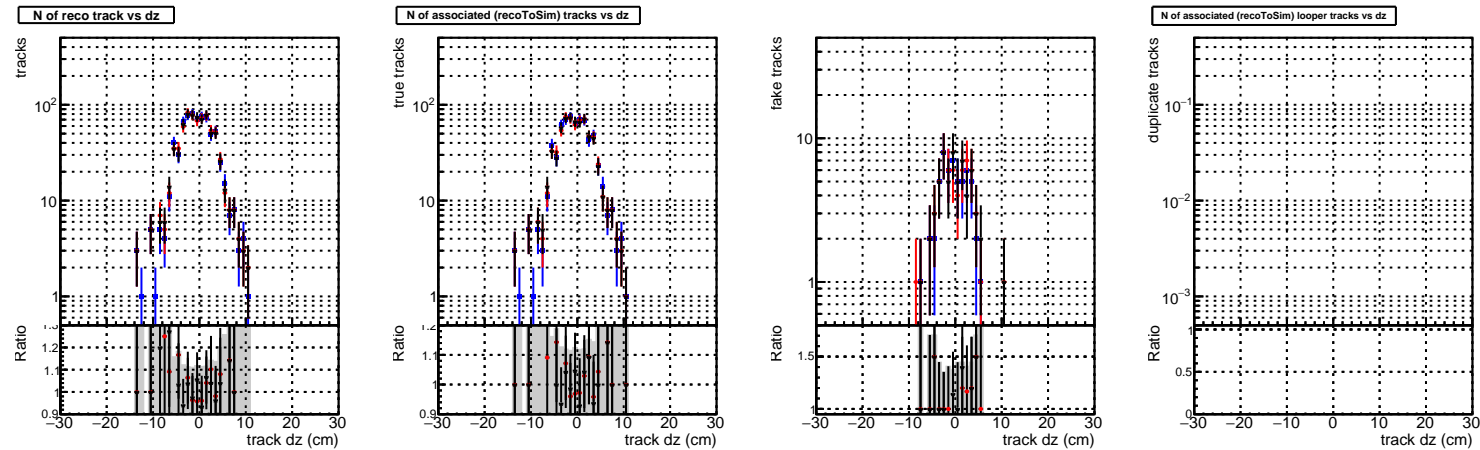 N of reco track vs dz
tracks
10²
10
1
Ratio
1.3
1.2
1.1
1
0.9
−30 −20 −10 0 10 20 30
track dz (cm)
N of associated (recoToSim) tracks vs dz
true tracks
10²
10
1
Ratio
1.2
1.1
1
0.9
−30 −20 −10 0 10 20 30
track dz (cm)
fake tracks
10
1
Ratio
1.5
1
−30 −20 −10 0 10 20 30
track dz (cm)
N of associated (recoToSim) looper tracks vs dz
duplicate tracks
10⁻¹
10⁻²
10⁻³
Ratio
1
0.5
0
−30 −20 −10 0 10 20 30
track dz (cm)